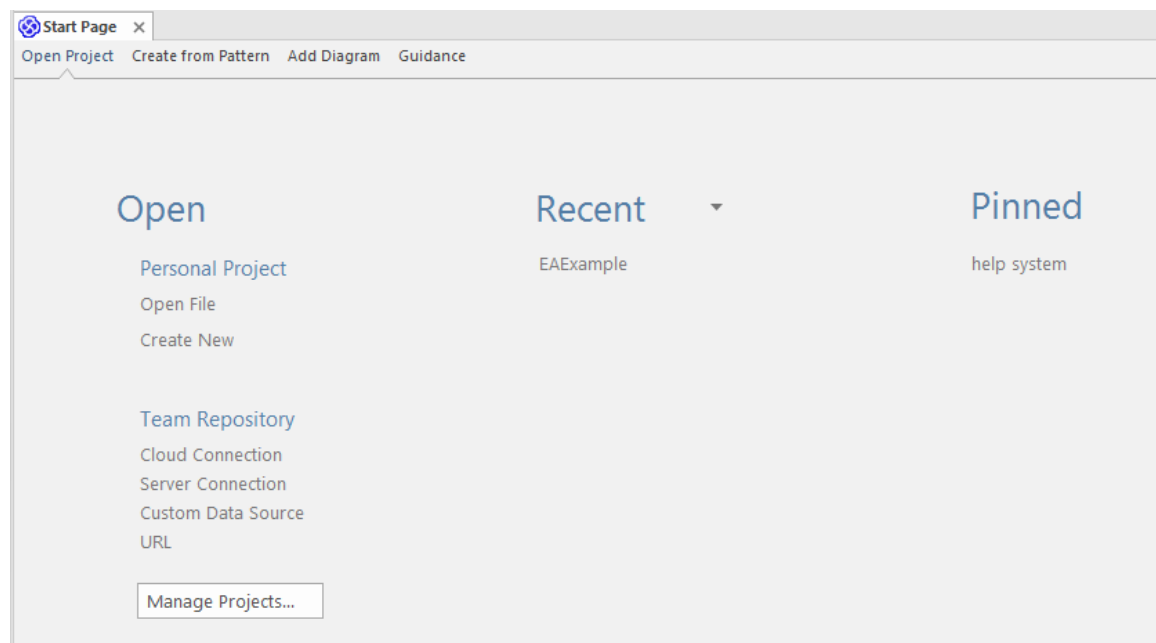 Start Page
Open Project Create from Pattern Add Diagram Guidance
Open
Personal Project
Open File
Create New
Team Repository
Cloud Connection
Server Connection
Custom Data Source
URL
Manage Projects...
Recent
EAExample
Pinned
help system